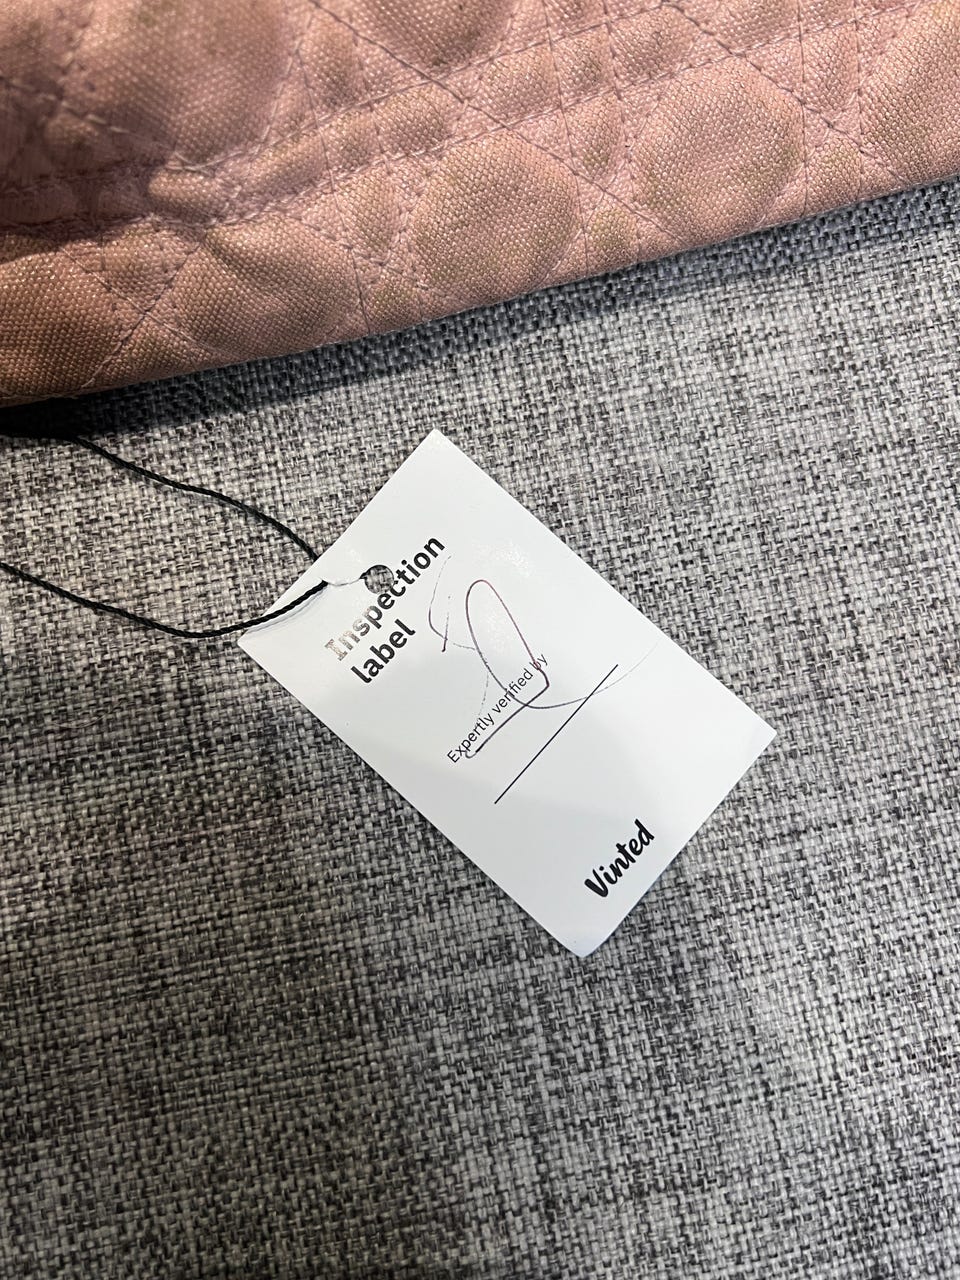 Inspection
label
Expertly verified by
Vinted